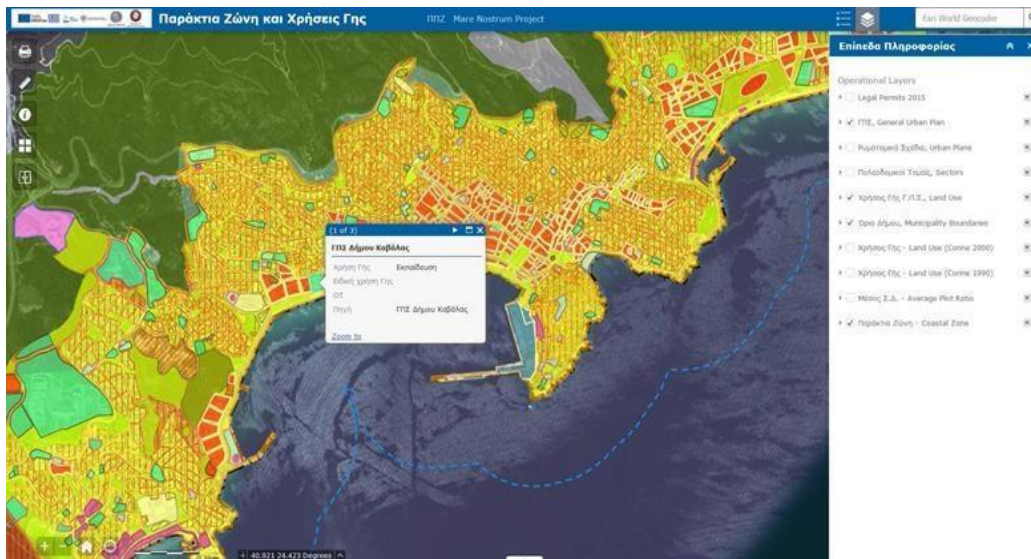 Παράκτια Ζώνη και Χρήσεις Γης
ΠΠΖ Mare Nostrum Project
Esri World Geocoder
Επίπεδα Πληροφορίας
Operational Layers
Legal Permits 2015
ΓΠΣ, General Urban Plan
Ρυμοτομικά Σχέδια, Urban Plans
Πολεοδομικοί Τομείς, Sectors
Χρήσεις Γης Γ.Π.Σ., Land Use
Όρια Δήμου, Municipality Boundaries
Χρήσεις Γης - Land Use (Corine 2000)
Χρήσεις Γης - Land Use (Corine 1990)
Μέσος Σ.Δ. - Average Plot Ratio
Παράκτια Ζώνη - Coastal Zone
(1 of 3)
ΓΠΣ Δήμου Καβάλας
Χρήση Γης Εκπαίδευση
Ειδική χρήση Γης
ΟΤ
Πηγή ΓΠΣ Δήμου Καβάλας
Zoom to
40.921 24.423 Degrees